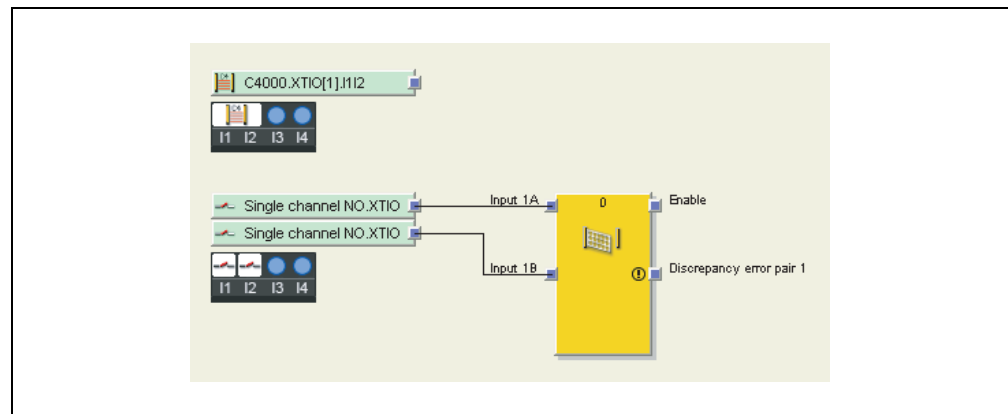 C4000.XTIO[1].I1I2
I1 I2 I3 I4
Single channel NO.XTIO
Single channel NO.XTIO
I1 I2 I3 I4
Input 1A
0
Enable
Input 1B
Discrepancy error pair 1